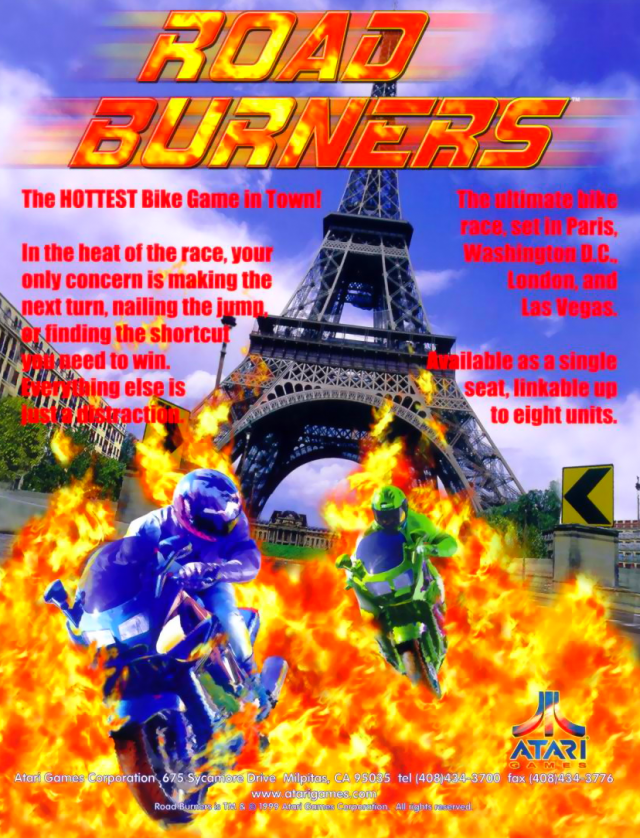 ROAD
BURNERS™
The HOTTEST Bike Game in Town!
In the heat of the race, your
only concern is making the
next turn, nailing the jump,
or finding the shortcut
you need to win.
Everything else is
just a distraction.
The ultimate bike
race, set in Paris,
Washington D.C.,
London, and
Las Vegas.
Available as a single
seat, linkable up
to eight units.
ATARI
GAMES
Atari Games Corporation 675 Sycamore Drive Milpitas, CA 95035 tel (408)434-3700 fax (408)434-3776
www.atarigames.com
Road Burners is TM & © 1999 Atari Games Corporation. All rights reserved.